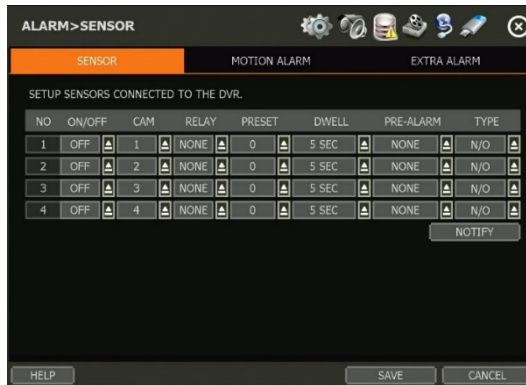 ALARM>SENSOR
SENSOR MOTION ALARM EXTRA ALARM
SETUP SENSORS CONNECTED TO THE DVR.
NO ON/OFF CAM RELAY PRESET DWELL PRE-ALARM TYPE
1 OFF 1 NONE 0 5 SEC NONE N/O
2 OFF 2 NONE 0 5 SEC NONE N/O
3 OFF 3 NONE 0 5 SEC NONE N/O
4 OFF 4 NONE 0 5 SEC NONE N/O
NOTIFY
HELP SAVE CANCEL